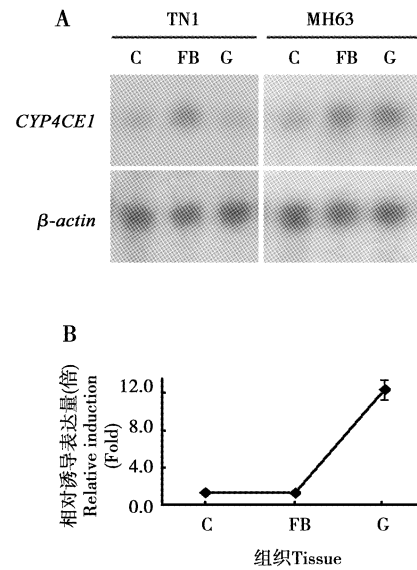 A
TN1 MH63
C FB G C FB G
CYP4CE1
β-actin
B
相对诱导表达量(倍)
Relative induction
(Fold)
12.0
8.0
4.0
0.0
C FB G
组织Tissue